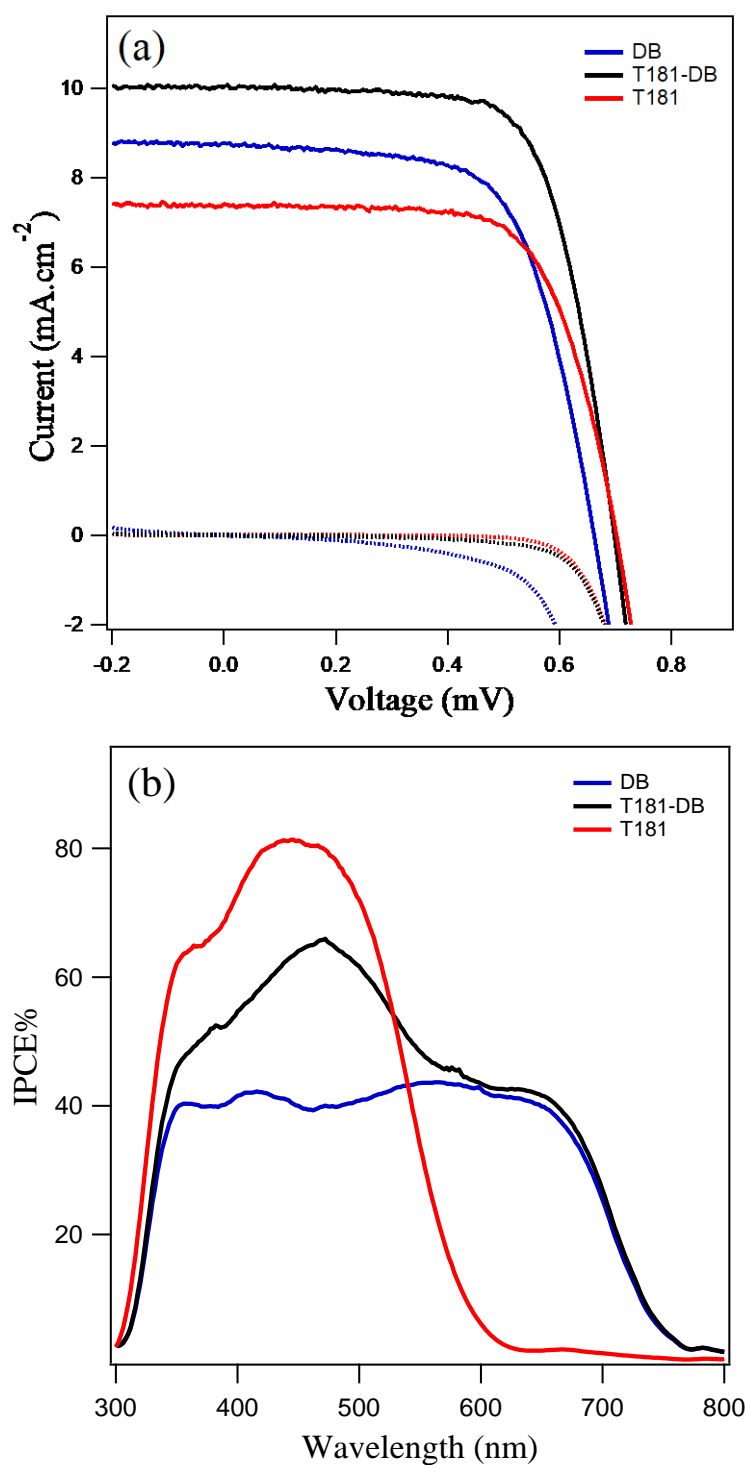 (a)
DB
T181-DB
T181
10
8
6
4
2
0
-2
Current (mA.cm-2)
-0.2 0.0 0.2 0.4 0.6 0.8
Voltage (mV)
(b)
DB
T181-DB
T181
80
60
40
20
IPCE%
300 400 500 600 700 800
Wavelength (nm)